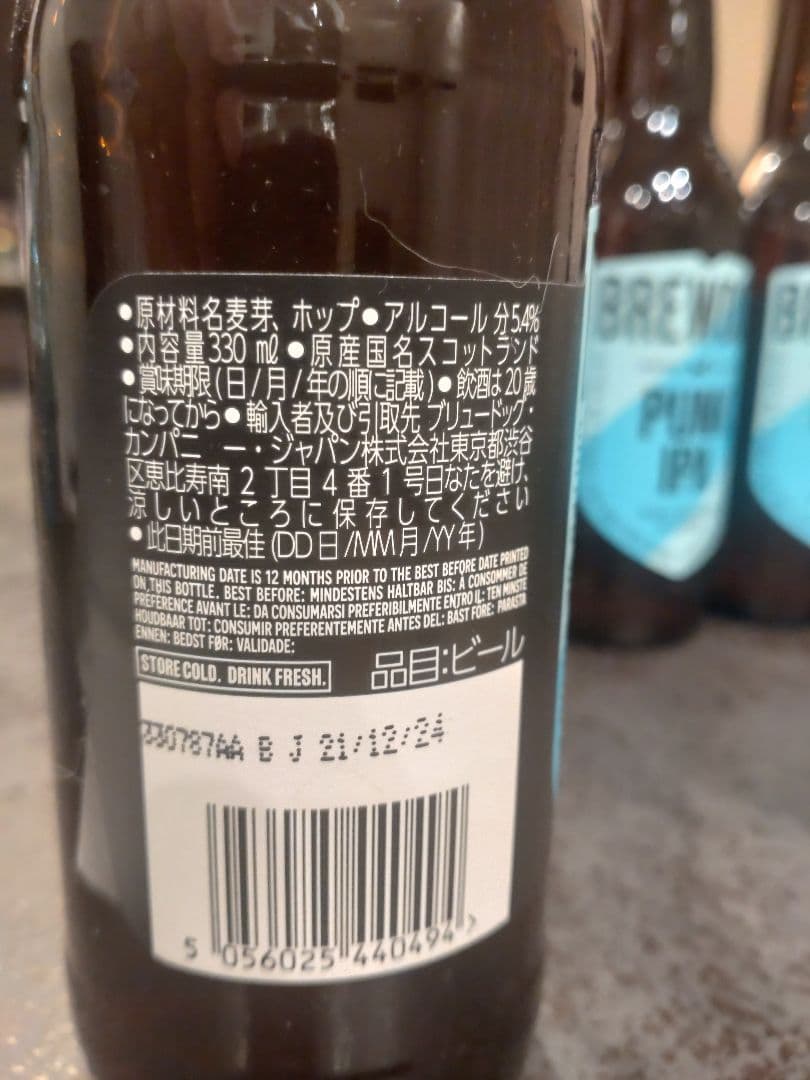 ●原材料名麦芽、ホップ●アルコール分5.4%
●内容量330㎖●原産国名スコットランド
●賞味期限(日/月/年の順に記載)●飲酒は20歳
になってから●輸入者及び引取先 ブリュードッグ・
カンパニー・ジャパン株式会社東京都渋谷
区恵比寿南2丁目4番1号日なたを避け、
涼しいところに保存してください
●此日期前最佳(DD日/MM月/YY年)
MANUFACTURING DATE IS 12 MONTHS PRIOR TO THE BEST BEFORE DATE PRINTED
ON THIS BOTTLE. BEST BEFORE: MINDESTENS HALTBAR BIS: À CONSOMMER DE
PRÉFÉRENCE AVANT LE: DA CONSUMARSI PREFERIBILMENTE ENTRO IL: TEN MINSTE
HOUDBAAR TOT: CONSUMIR PREFERENTEMENTE ANTES DEL: BÄST FÖRE: PARASTA
ENNEN: BEDST FØR: VALIDADE:
STORE COLD. DRINK FRESH.
品目:ビール
330787AA B J 21/12/24
5 056025 440494 >
PUNK
IPA